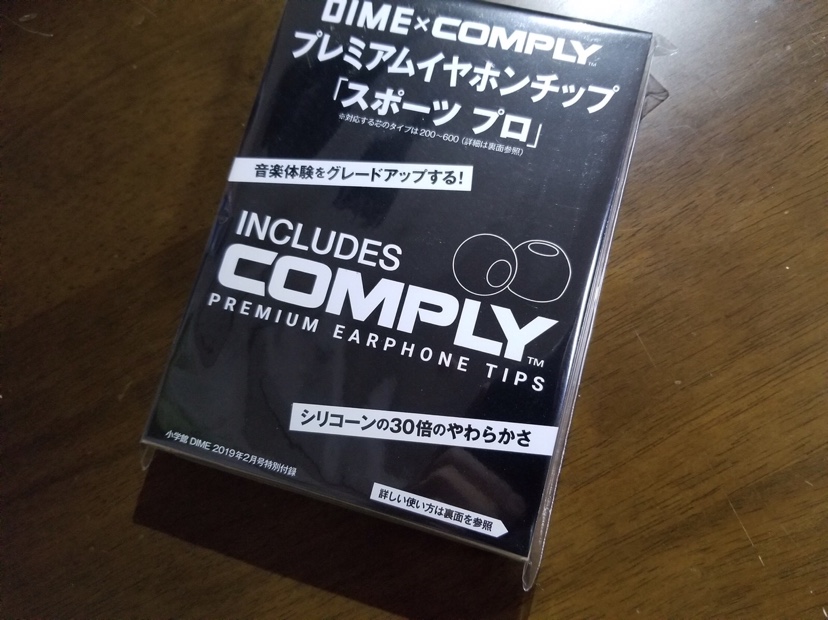 DIME×COMPLY™
プレミアムイヤホンチップ
「スポーツ プロ」
※対応する芯のタイプは200～600（詳細は裏面参照）
音楽体験をグレードアップする！
INCLUDES
COMPLY™
PREMIUM EARPHONE TIPS
シリコーンの30倍のやわらかさ
小学館 DIME 2019年2月号特別付録
詳しい使い方は裏面を参照